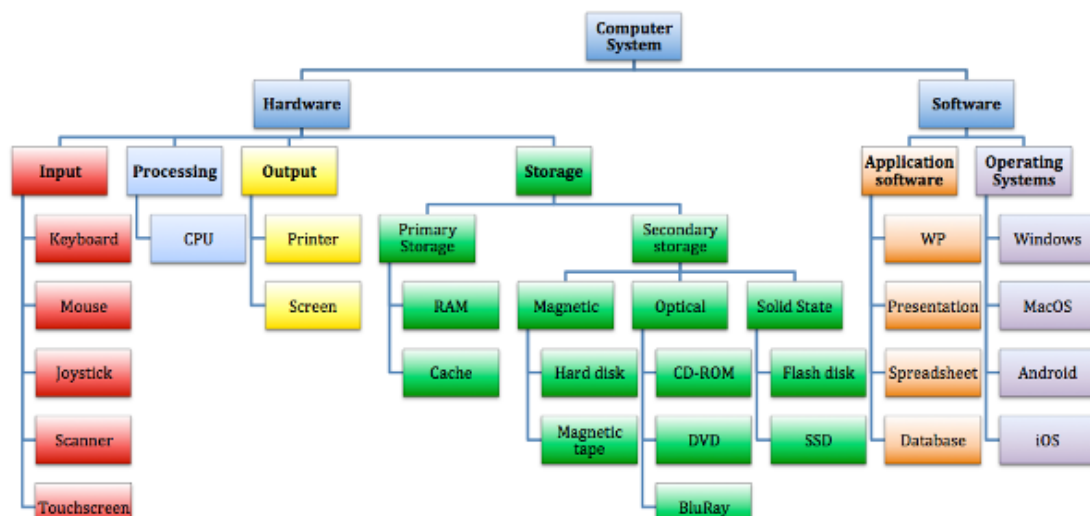 Computer
System
Hardware
Software
Input
Processing
Output
Storage
Application
software
Operating
Systems
Keyboard
CPU
Printer
Primary
Storage
Secondary
storage
WP
Windows
Mouse
Screen
RAM
Magnetic
Optical
Solid State
Presentation
MacOS
Joystick
Cache
Hard disk
CD-ROM
Flash disk
Spreadsheet
Android
Scanner
Magnetic
tape
DVD
SSD
Database
iOS
Touchscreen
BluRay